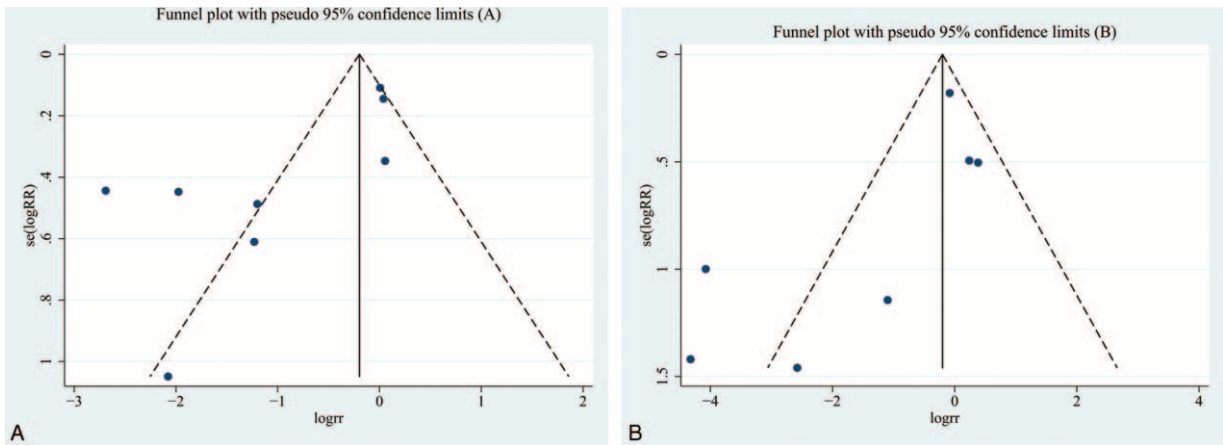 Funnel plot with pseudo 95% confidence limits (A)
0
.2
.4
.6
.8
1
se(logRR)
−3
−2
−1
0
1
2
logrr
A
Funnel plot with pseudo 95% confidence limits (B)
0
.5
1
1.5
se(logRR)
−4
−2
0
2
4
logrr
B